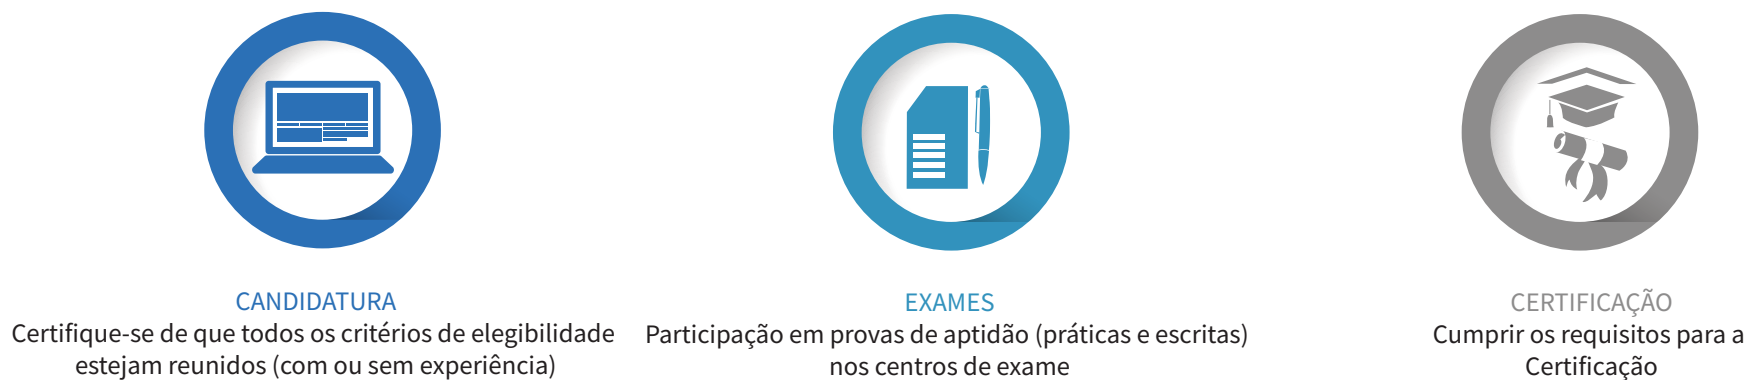 CANDIDATURA
Certifique-se de que todos os critérios de elegibilidade
estejam reunidos (com ou sem experiência)
EXAMES
Participação em provas de aptidão (práticas e escritas)
nos centros de exame
CERTIFICAÇÃO
Cumprir os requisitos para a
Certificação